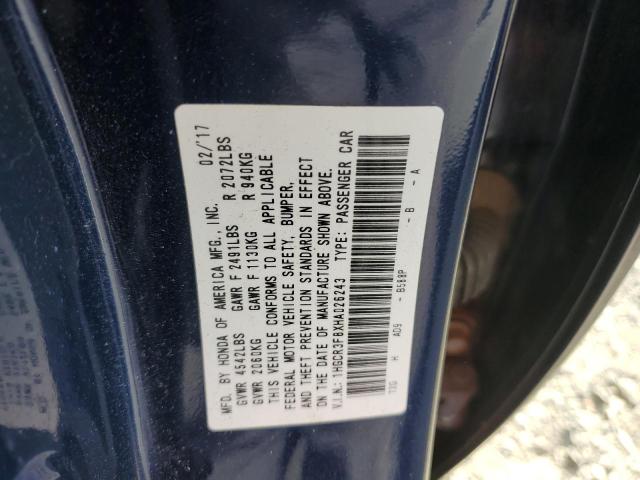 MFD. BY HONDA OF AMERICA MFG., INC. 02/'17
GVWR 4542LBS GAWR F 2491LBS R 2072LBS
GVWR 2060KG GAWR F 1130KG R 940KG
THIS VEHICLE CONFORMS TO ALL APPLICABLE
FEDERAL MOTOR VEHICLE SAFETY, BUMPER,
AND THEFT PREVENTION STANDARDS IN EFFECT
ON THE DATE OF MANUFACTURE SHOWN ABOVE.
V.I.N.: 1HGCR3F8XHA026243 TYPE: PASSENGER CAR
H AD9 - B588P - B - A